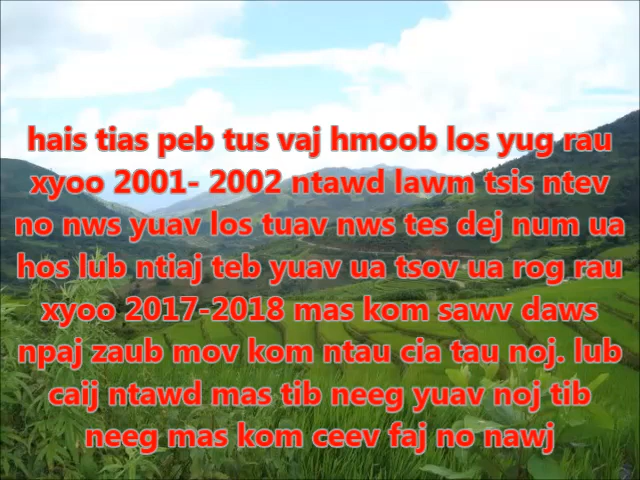 hais tias peb tus vaj hmoob los yug rau
xyoo 2001- 2002 ntawd lawm tsis ntev
no nws yuav los tuav nws tes dej num ua
hos lub ntiaj teb yuav ua tsov ua rog rau
xyoo 2017-2018 mas kom sawv daws
npaj zaub mov kom ntau cia tau noj. lub
caij ntawd mas tib neeg yuav noj tib
neeg mas kom ceev faj no nawj